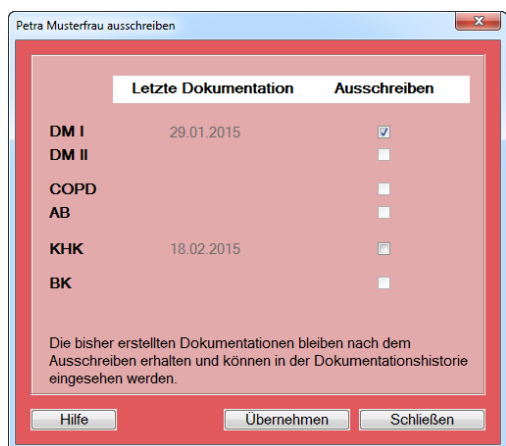 Petra Musterfrau ausschreiben
Letzte Dokumentation Ausschreiben
DM I 29.01.2015
DM II
COPD
AB
KHK 18.02.2015
BK
Die bisher erstellten Dokumentationen bleiben nach dem
Ausschreiben erhalten und können in der Dokumentationshistorie
eingesehen werden.
Hilfe Übernehmen Schließen